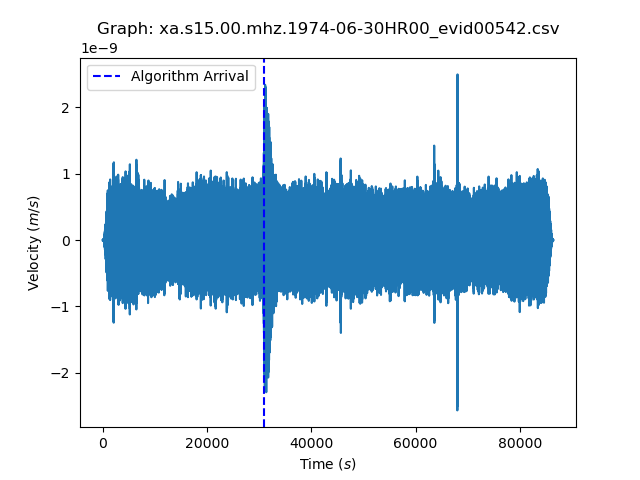 Graph: xa.s15.00.mhz.1974-06-30HR00_evid00542.csv
1e−9
Algorithm Arrival
2
1
0
−1
−2
Velocity (m/s)
0 20000 40000 60000 80000
Time (s)